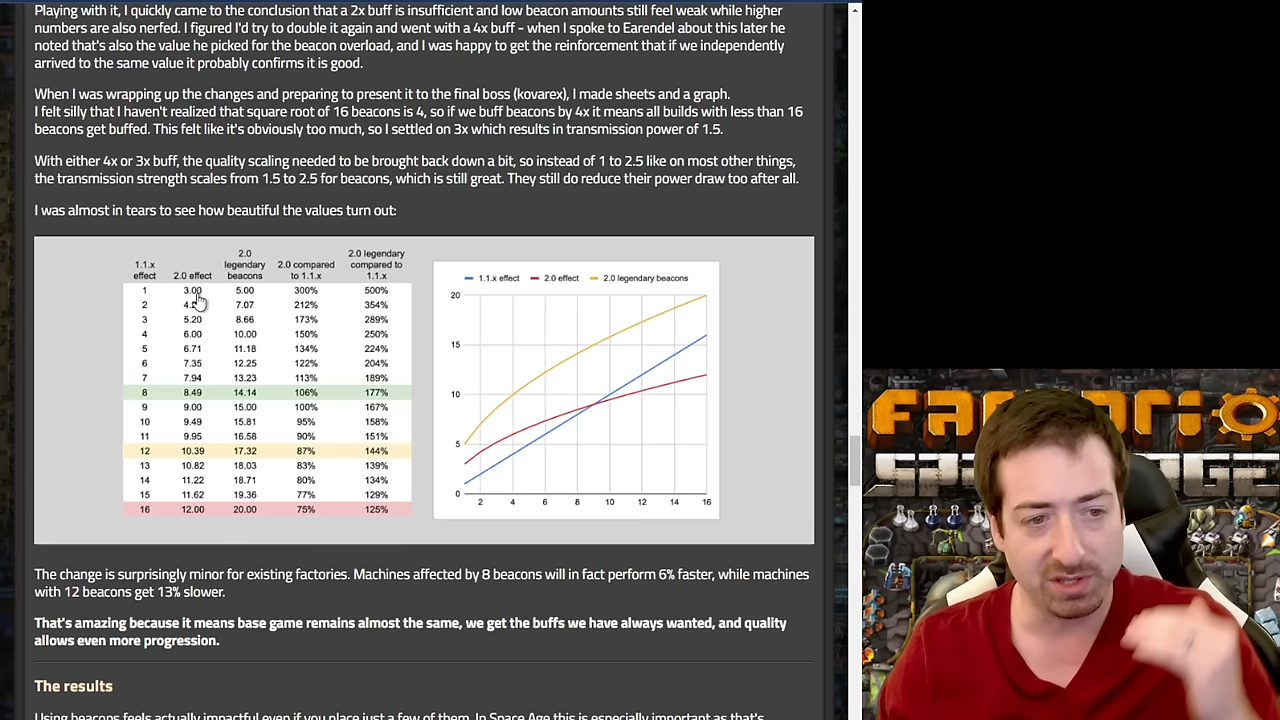 Playing with it, I quickly came to the conclusion that a 2x buff is insufficient and low beacon amounts still feel weak while higher
numbers are also nerfed. I figured I'd try to double it again and went with a 4x buff - when I spoke to Earendel about this later he
noted that's also the value he picked for the beacon overload, and I was happy to get the reinforcement that if we independently
arrived to the same value it probably confirms it is good.
When I was wrapping up the changes and preparing to present it to the final boss (kovarex), I made sheets and a graph.
I felt silly that I haven't realized that square root of 16 beacons is 4, so if we buff beacons by 4x it means all builds with less than 16
beacons get buffed. This felt like it's obviously too much, so I settled on 3x which results in transmission power of 1.5.
With either 4x or 3x buff, the quality scaling needed to be brought back down a bit, so instead of 1 to 2.5 like on most other things,
the transmission strength scales from 1.5 to 2.5 for beacons, which is still great. They still do reduce their power draw too after all.
I was almost in tears to see how beautiful the values turn out:
1.1.x effect 2.0 effect 2.0 legendary beacons 2.0 compared to 1.1.x 2.0 legendary compared to 1.1.x
1 3.00 5.00 300% 500%
2 7.07 212% 354%
3 5.20 8.66 173% 289%
4 6.00 10.00 150% 250%
5 6.71 11.18 134% 224%
6 7.35 12.25 122% 204%
7 7.94 13.23 113% 189%
8 8.49 14.14 106% 177%
9 9.00 15.00 100% 167%
10 9.49 15.81 95% 158%
11 9.95 16.58 90% 151%
12 10.39 17.32 87% 144%
13 10.82 18.03 83% 139%
14 11.22 18.71 80% 134%
15 11.62 19.36 77% 129%
16 12.00 20.00 75% 125%
1.1.x effect 2.0 effect 2.0 legendary beacons
20
15
10
5
0
2 4 6 8 10 12 14 16
The change is surprisingly minor for existing factories. Machines affected by 8 beacons will in fact perform 6% faster, while machines
with 12 beacons get 13% slower.
That's amazing because it means base game remains almost the same, we get the buffs we have always wanted, and quality
allows even more progression.
The results
Using beacons feels actually impactful even if you place just a few of them. In Space Age this is especially important as that's